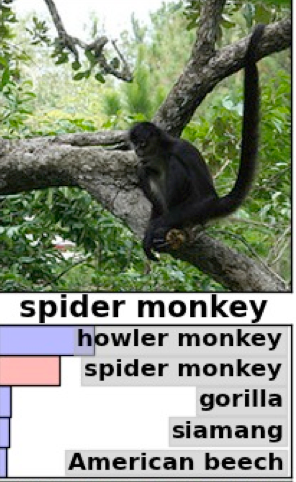 spider monkey
howler monkey
spider monkey
gorilla
siamang
American beech